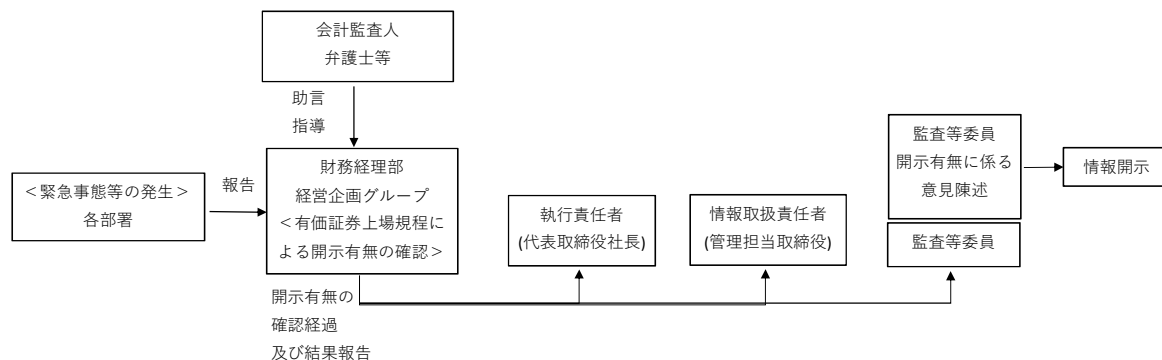 会計監査人
弁護士等
助言
指導
＜緊急事態等の発生＞
各部署
報告
財務経理部
経営企画グループ
＜有価証券上場規程に
よる開示有無の確認＞
開示有無の
確認経過
及び結果報告
執行責任者
(代表取締役社長)
情報取扱責任者
(管理担当取締役)
監査等委員
開示有無に係る
意見陳述
監査等委員
情報開示